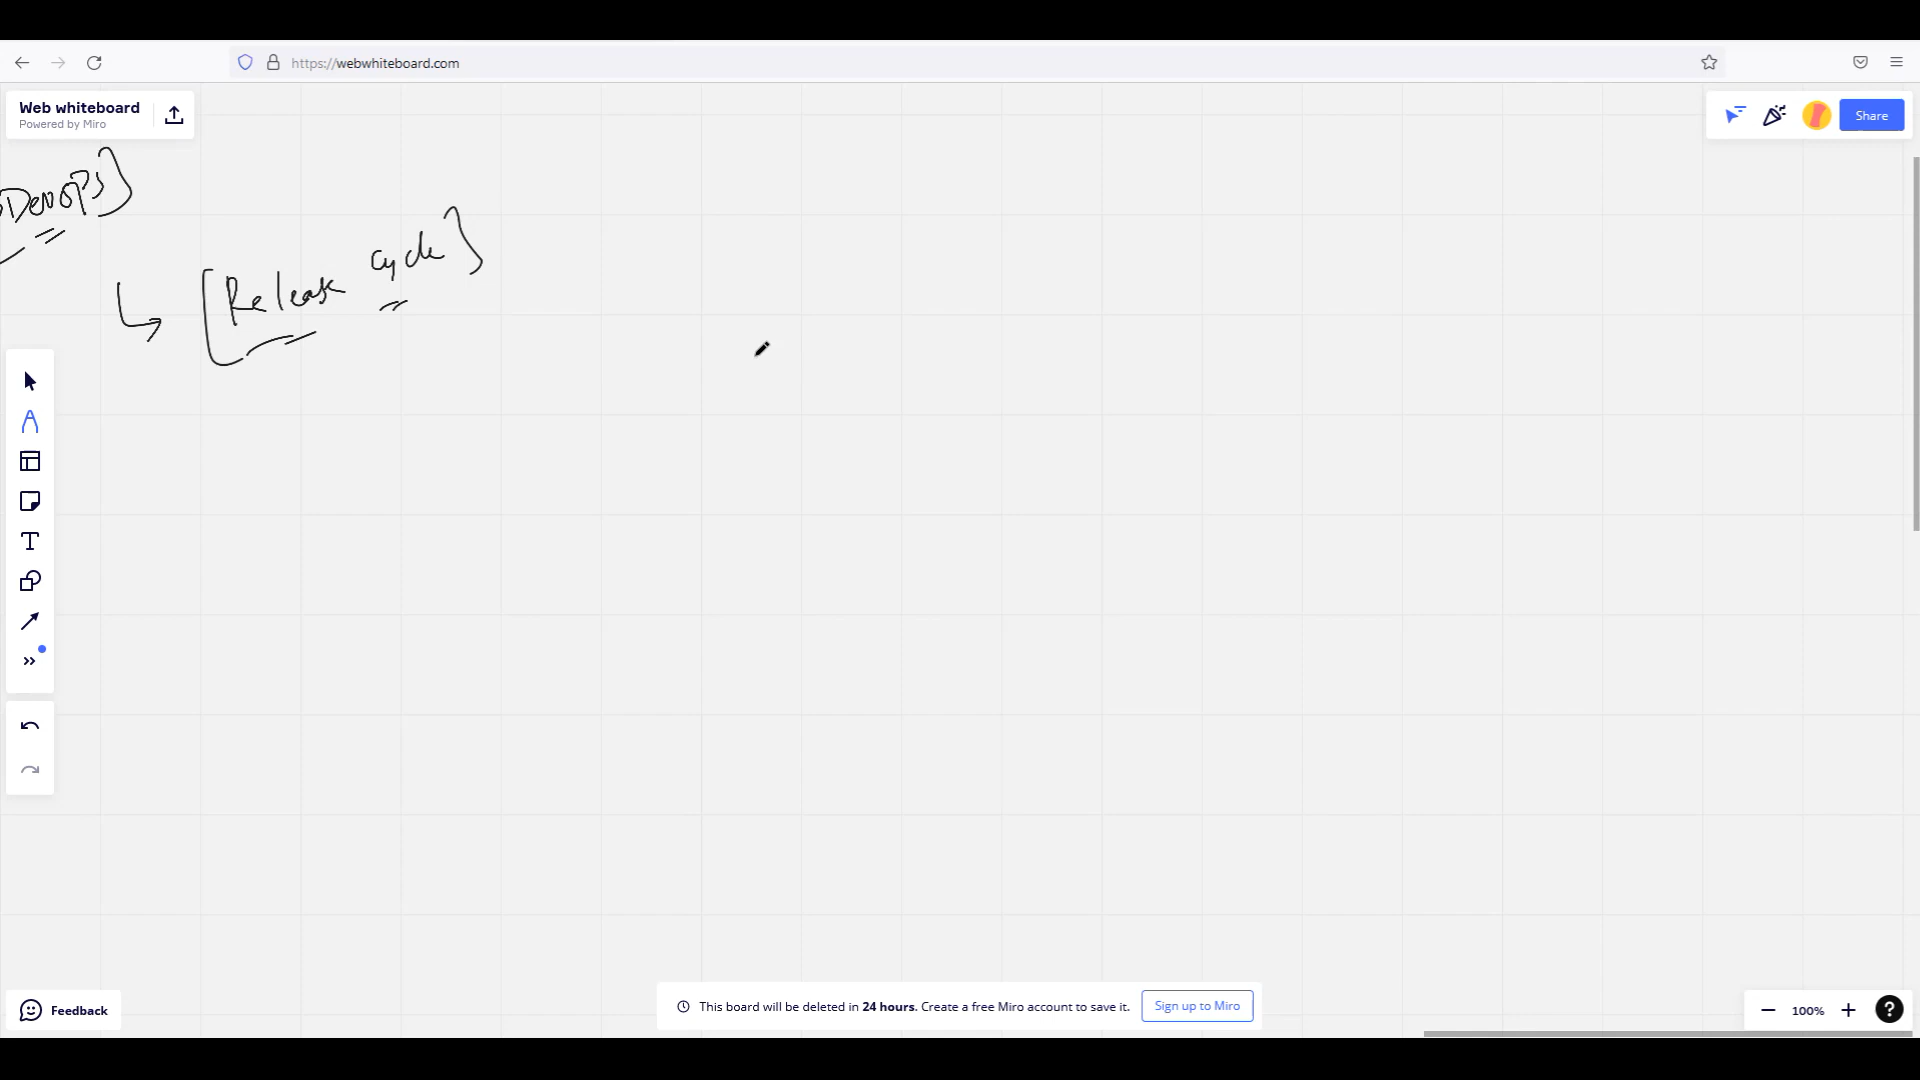 https://webwhiteboard.com
Web whiteboard
Powered by Miro
Share
DevOps]
[Release cycle]
T
This board will be deleted in 24 hours. Create a free Miro account to save it.
Sign up to Miro
Feedback
100%
?